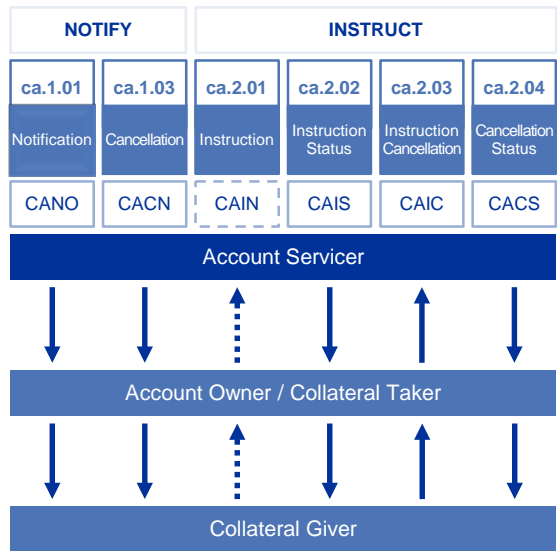 NOTIFY
INSTRUCT
ca.1.01
ca.1.03
ca.2.01
ca.2.02
ca.2.03
ca.2.04
Notification
Cancellation
Instruction
Instruction
Status
Instruction
Cancellation
Cancellation
Status
CANO
CACN
CAIN
CAIS
CAIC
CACS
Account Servicer
Account Owner / Collateral Taker
Collateral Giver